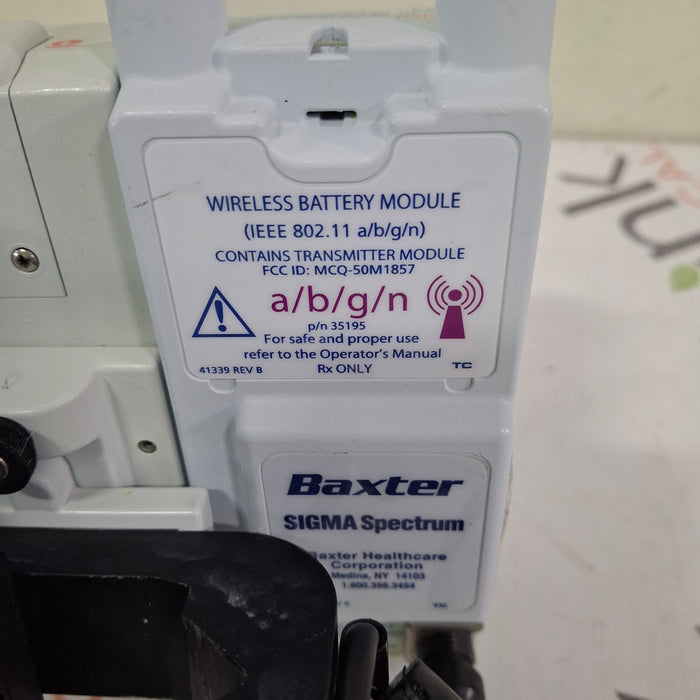 WIRELESS BATTERY MODULE
(IEEE 802.11 a/b/g/n)
CONTAINS TRANSMITTER MODULE
FCC ID: MCQ-50M1857
a/b/g/n
p/n 35195
For safe and proper use
refer to the Operator's Manual
41339 REV B Rx ONLY TC
Baxter
SIGMA Spectrum
Baxter Healthcare
Corporation
Medina, NY 14103
1.800.356.3454
TC